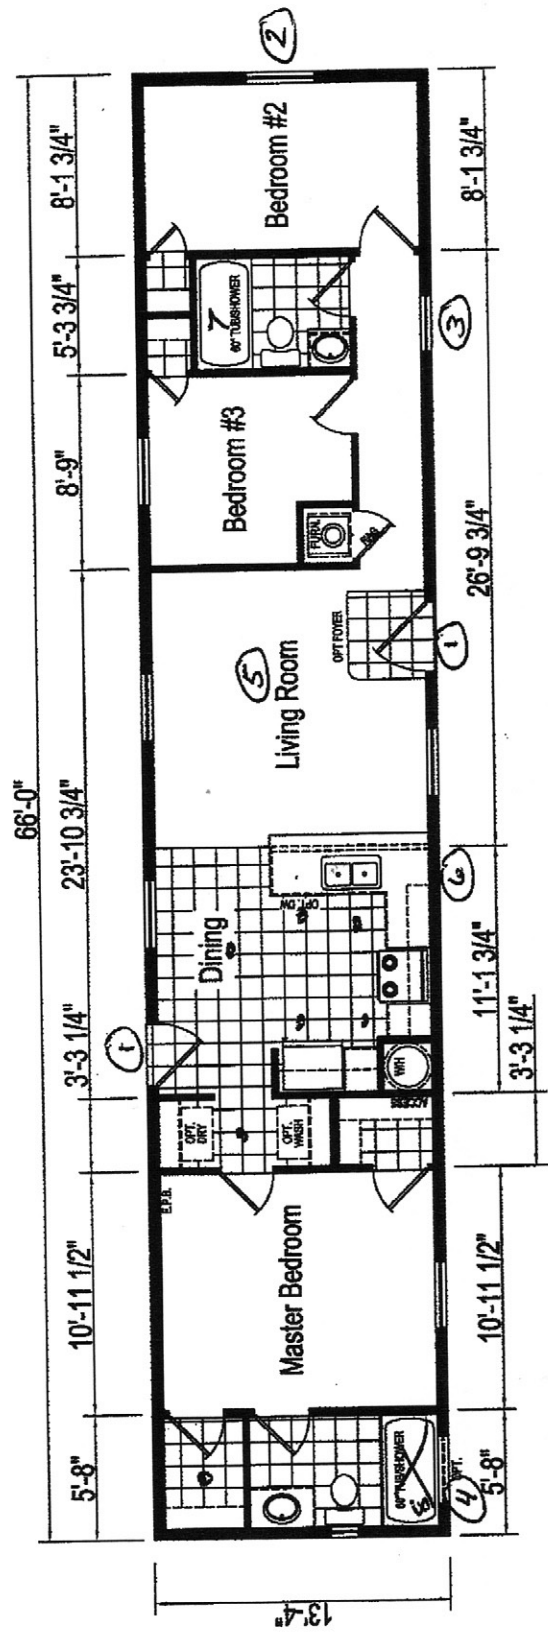 66'-0"
5'-8"
10'-11 1/2"
3'-3 1/4"
23'-10 3/4"
8'-9"
5'-3 3/4"
8'-1 3/4"
1
2
E.P.B.
OPT. DRY
Dining
Living Room
5
Bedroom #3
60" TUB/SHOWER
7
Bedroom #2
Master Bedroom
OPT. WASH
OPT. DW
OPT FOYER
FURN.
RAG
ACCESS
W/H
60" TUB/SHOWER
OPT.
4
6
1
3
13'-4"
5'-8"
10'-11 1/2"
3'-3 1/4"
11'-1 3/4"
26'-9 3/4"
8'-1 3/4"